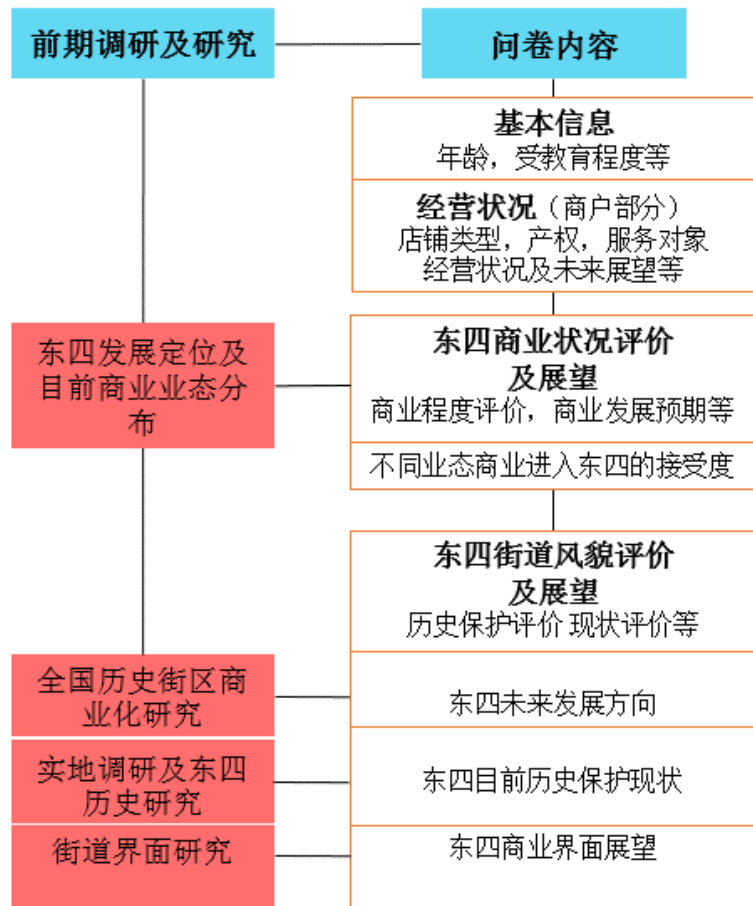 前期调研及研究
问卷内容
基本信息
年龄，受教育程度等
经营状况（商户部分）
店铺类型，产权，服务对象
经营状况及未来展望等
东四发展定位及
目前商业业态分
布
东四商业状况评价
及展望
商业程度评价，商业发展预期等
不同业态商业进入东四的接受度
东四街道风貌评价
及展望
历史保护评价 现状评价等
全国历史街区商
业化研究
东四未来发展方向
实地调研及东四
历史研究
东四目前历史保护现状
街道界面研究
东四商业界面展望